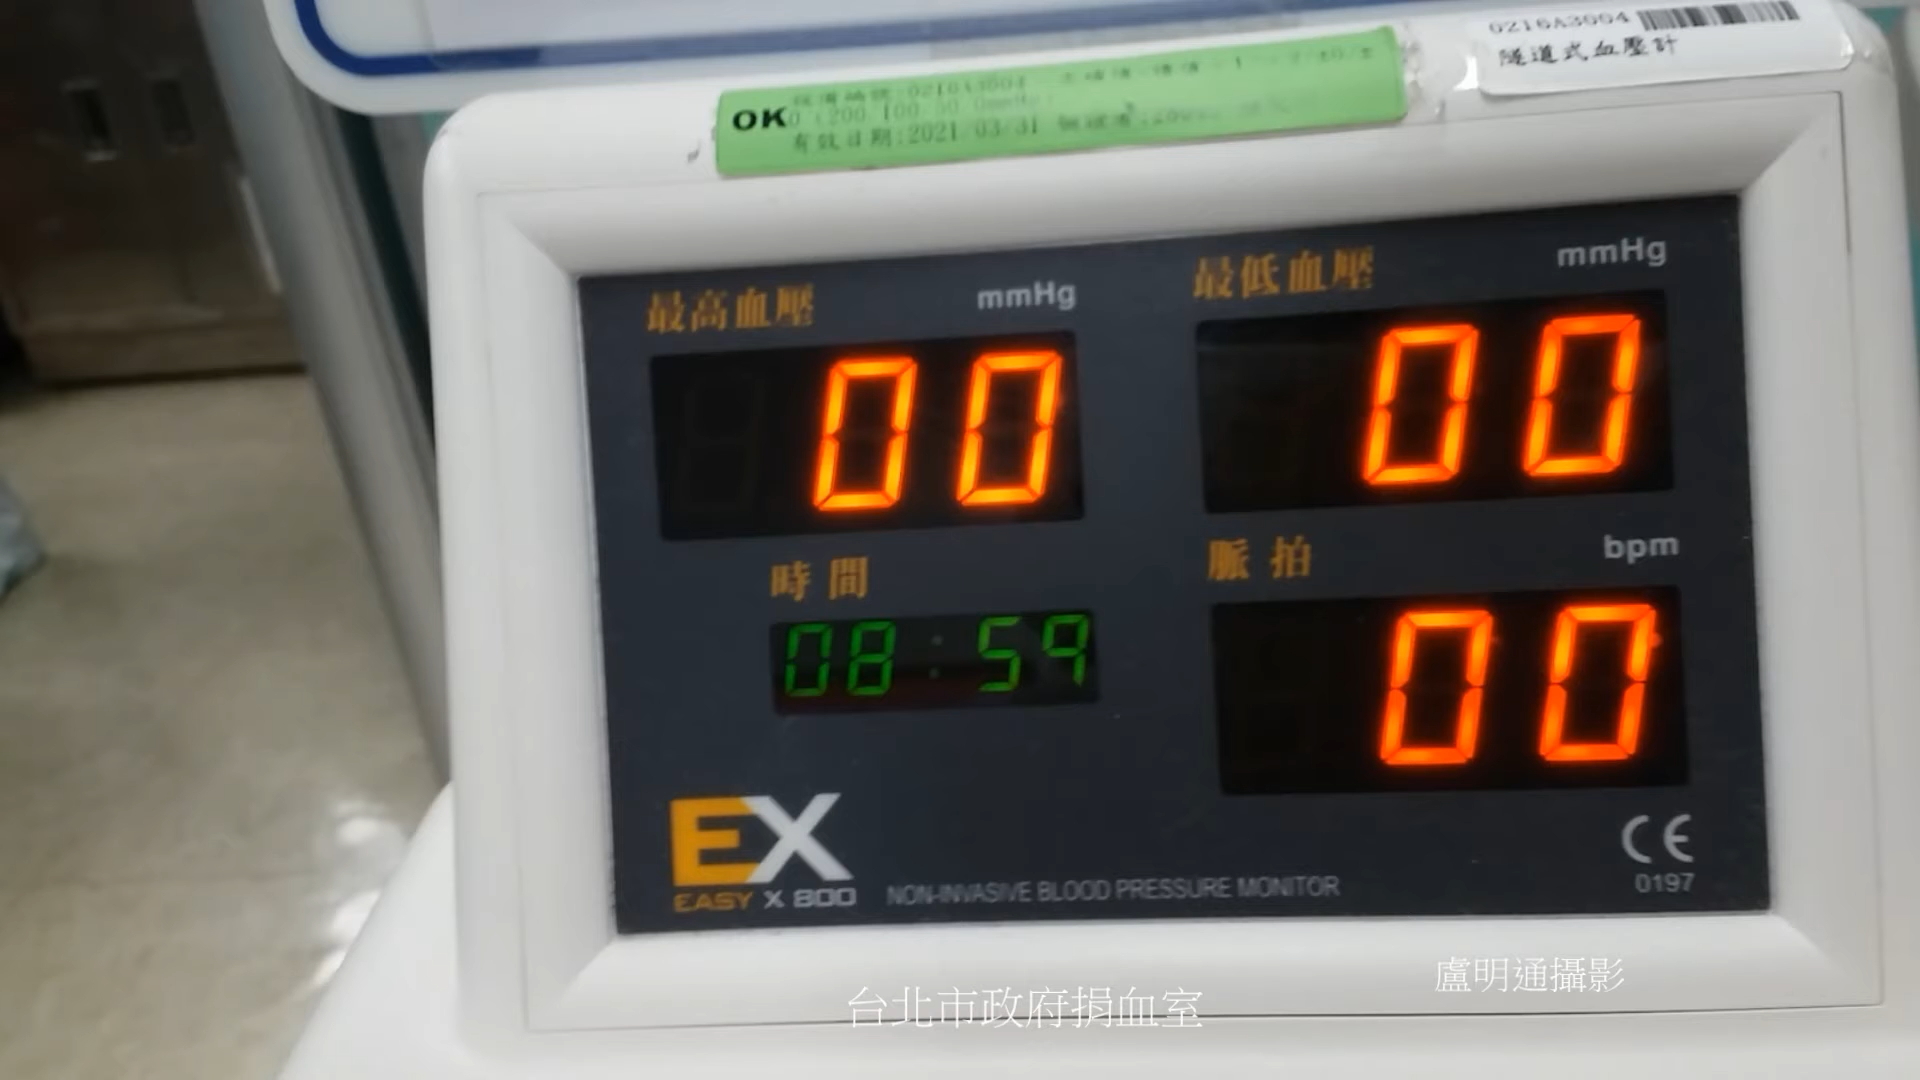 0216A3004
隧道式血壓計
OK
有效日期:2021/03/31
最高血壓 mmHg
最低血壓 mmHg
00
00
時間
脈拍 bpm
08:59
00
EX
EASY X 800
NON-INVASIVE BLOOD PRESSURE MONITOR
CE
0197
盧明通攝影
台北市政府捐血室